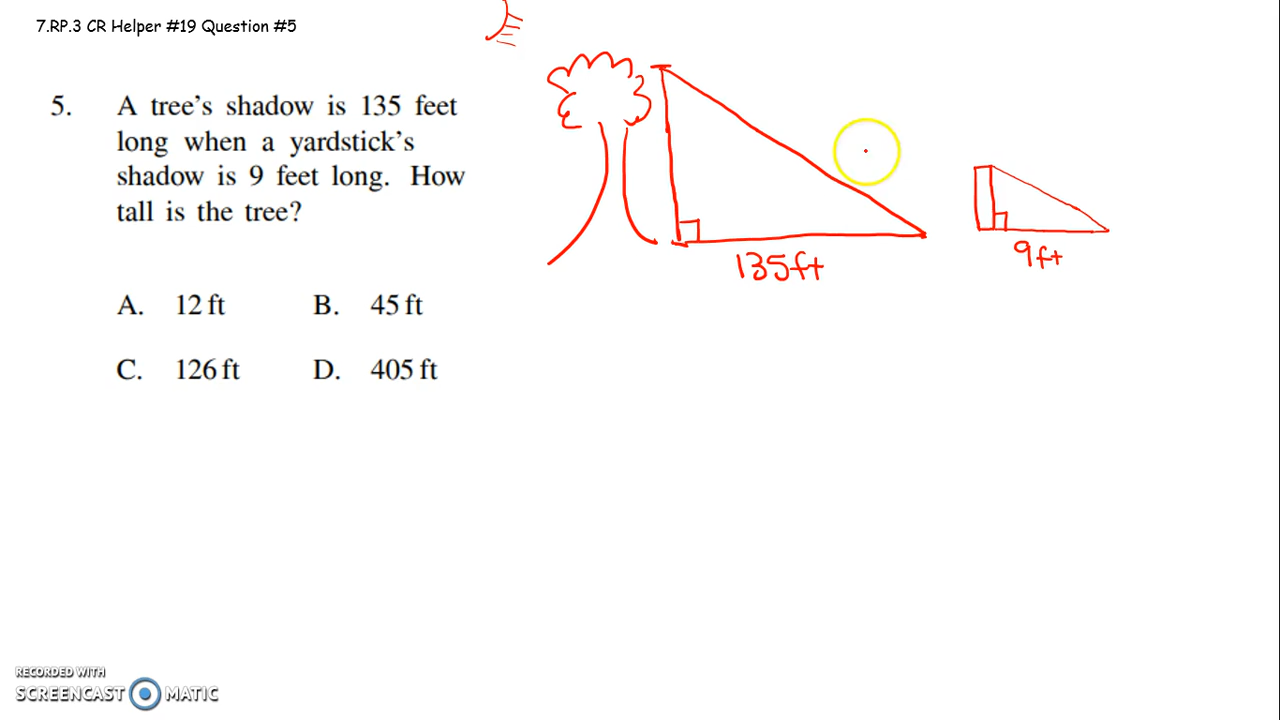 7.RP.3 CR Helper #19 Question #5
5. A tree's shadow is 135 feet
long when a yardstick's
shadow is 9 feet long. How
tall is the tree?
A. 12 ft B. 45 ft
C. 126 ft D. 405 ft
135ft
9ft
RECORDED WITH
SCREENCAST MATIC